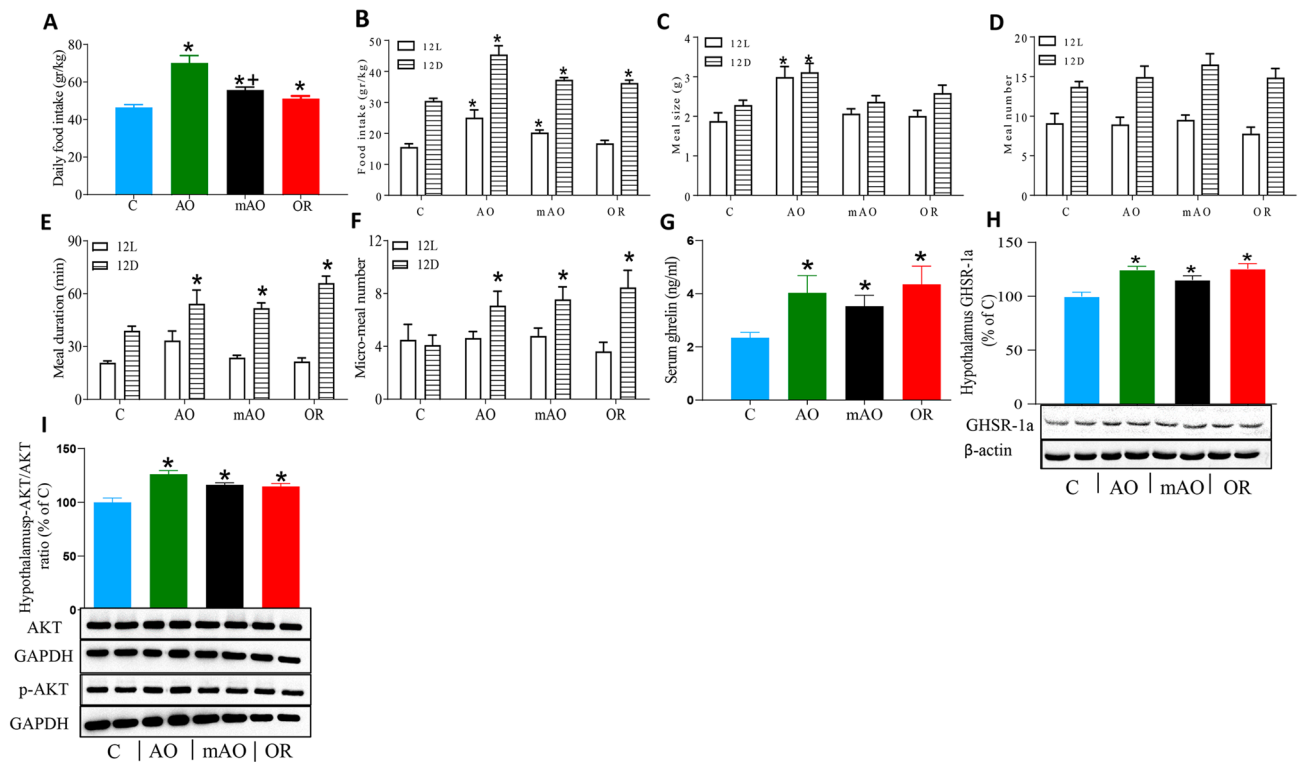 A
Daily food intake (gr/kg)
80
60
40
20
0
*
*+
*
C AO mAO OR
B
12L
12D
Food intake (gr/kg)
50
40
30
20
10
0
*
*
*
*
*
C AO mAO OR
C
12L
12D
Meal size (g)
4
3
2
1
0
*
*
C AO mAO OR
D
12L
12D
Meal number
20
15
10
5
0
C AO mAO OR
E
12L
12D
Meal duration (min)
90
60
30
0
*
*
*
C AO mAO OR
F
12L
12D
Micro-meal number
12
8
4
0
*
*
*
C AO mAO OR
G
Serum ghrelin (ng/ml)
6
4
2
0
*
*
*
C AO mAO OR
H
Hypothalamus GHSR-1a
(% of C)
150
100
50
0
*
*
*
GHSR-1a
β-actin
C | AO | mAO | OR
I
Hypothalamusp-AKT/AKT
ratio (% of C)
150
100
50
0
*
*
*
AKT
GAPDH
p-AKT
GAPDH
C | AO | mAO | OR